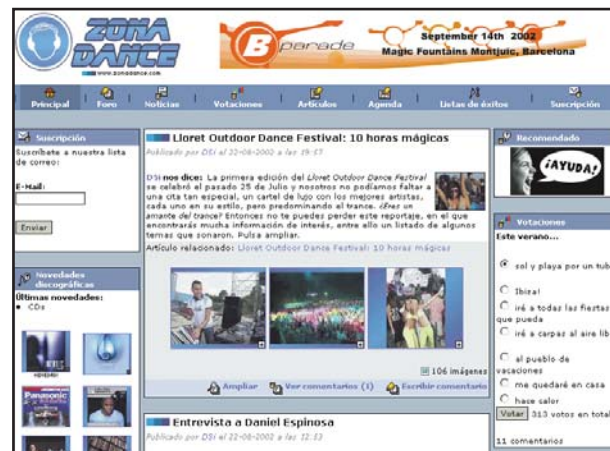 ZONA
DANCE
www.zonadance.com
B parade
September 14th 2002
Magic Fountains Montjuic, Barcelona
Principal
Foro
Noticias
Votaciones
Artículos
Agenda
Listas de éxitos
Suscripción
Suscripción
Suscríbete a nuestra lista
de correo:
E-Mail:
Enviar
Novedades
discográficas
Últimas novedades:
CDs
Panasonic
Lloret Outdoor Dance Festival: 10 horas mágicas
Publicado por DSi el 22-08-2002 a las 19:57
DSi nos dice: La primera edición del Lloret Outdoor Dance Festival
se celebró el pasado 25 de Julio y nosotros no podíamos faltar a
una cita tan especial, un cartel de lujo con los mejores artistas,
cada uno en su estilo, pero predominando el trance. ¿Eres un
amante del trance? Entonces no te puedes perder este reportaje, en el que
encontrarás mucha información de interés, entre ello un listado de algunos
temas que sonaron. Pulsa ampliar.
Artículo relacionado: Lloret Outdoor Dance Festival: 10 horas mágicas
106 imágenes
Ampliar
Ver comentarios (1)
Escribir comentario
Entrevista a Daniel Espinosa
Publicado por DSi el 22-08-2002 a las 12:53
Recomendado
¡AYUDA!
Votaciones
Este verano...
sol y playa por un tub
Ibiza!
iré a todas las fiestas
que pueda
iré a carpas al aire lib
al pueblo de
vacaciones
me quedaré en casa
hace calor
Votar 313 votos en total
11 comentarios